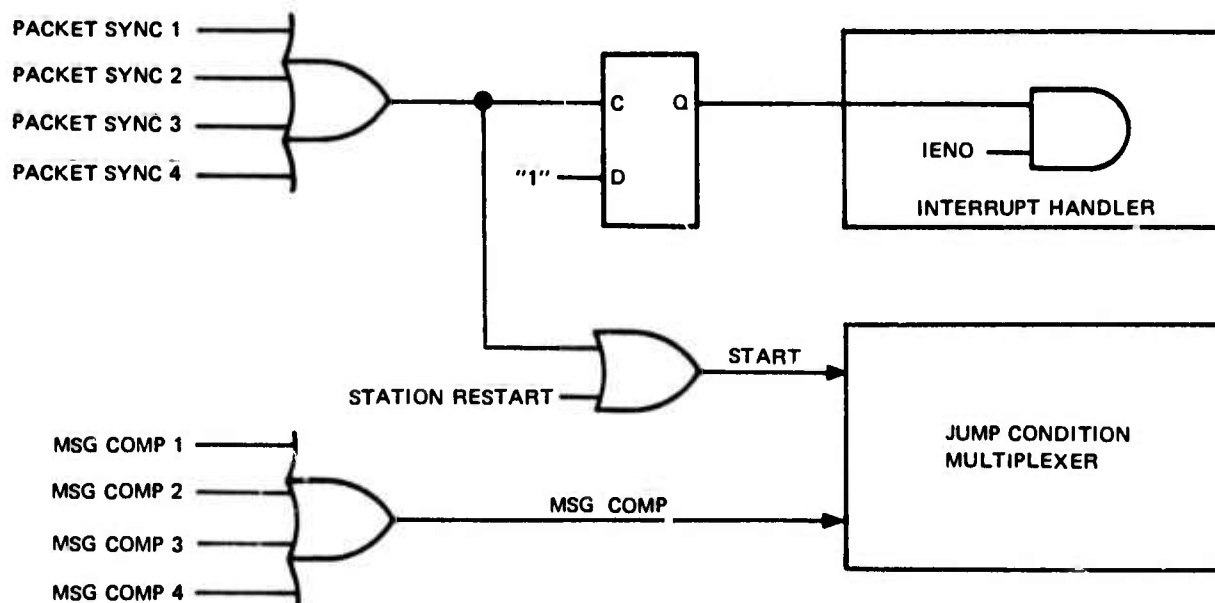 PACKET SYNC 1
PACKET SYNC 2
PACKET SYNC 3
PACKET SYNC 4
C
Q
"1"
D
IENO
INTERRUPT HANDLER
START
STATION RESTART
MSG COMP 1
MSG COMP 2
MSG COMP 3
MSG COMP 4
MSG COMP
JUMP CONDITION
MULTIPLEXER